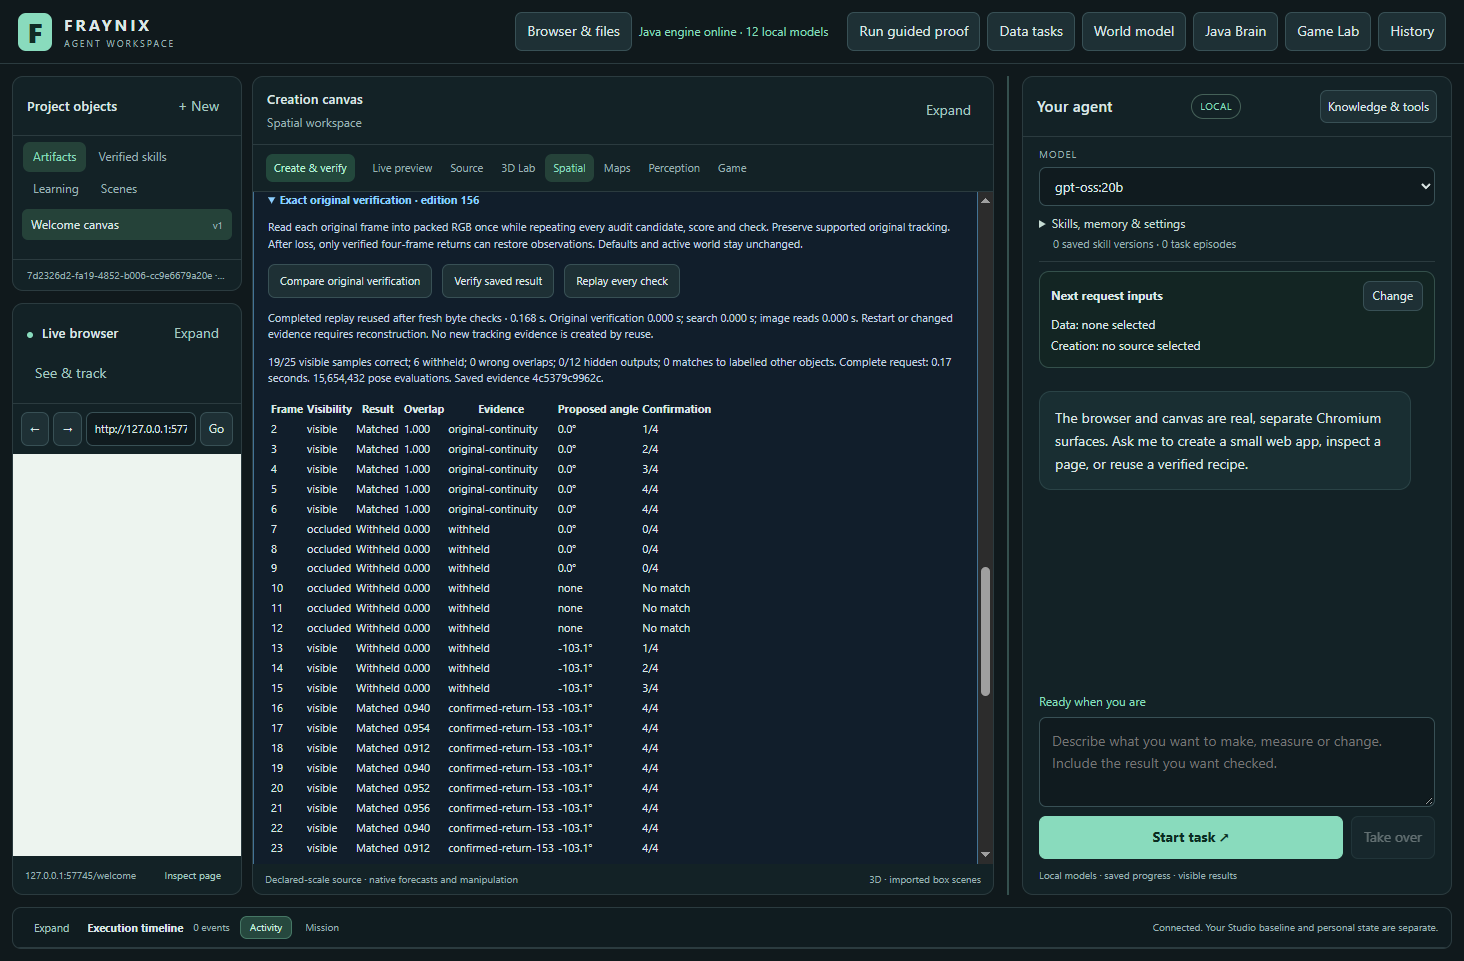 F
FRAYNIX
AGENT WORKSPACE
Browser & files
Java engine online · 12 local models
Run guided proof
Data tasks
World model
Java Brain
Game Lab
History
Project objects
+ New
Artifacts
Verified skills
Learning
Scenes
Welcome canvas
v1
7d2326d2-fa19-4852-b006-cc9e6679a20e ·...
Live browser
Expand
See & track
←
→
http://127.0.0.1:577
Go
127.0.0.1:57745/welcome
Inspect page
Creation canvas
Spatial workspace
Expand
Create & verify
Live preview
Source
3D Lab
Spatial
Maps
Perception
Game
▼ Exact original verification · edition 156
Read each original frame into packed RGB once while repeating every audit candidate, score and check. Preserve supported original tracking.
After loss, only verified four-frame returns can restore observations. Defaults and active world stay unchanged.
Compare original verification
Verify saved result
Replay every check
Completed replay reused after fresh byte checks · 0.168 s. Original verification 0.000 s; search 0.000 s; image reads 0.000 s. Restart or changed
evidence requires reconstruction. No new tracking evidence is created by reuse.
19/25 visible samples correct; 6 withheld; 0 wrong overlaps; 0/12 hidden outputs; 0 matches to labelled other objects. Complete request: 0.17
seconds. 15,654,432 pose evaluations. Saved evidence 4c5379c9962c.
Frame Visibility Result Overlap Evidence Proposed angle Confirmation
2 visible Matched 1.000 original-continuity 0.0° 1/4
3 visible Matched 1.000 original-continuity 0.0° 2/4
4 visible Matched 1.000 original-continuity 0.0° 3/4
5 visible Matched 1.000 original-continuity 0.0° 4/4
6 visible Matched 1.000 original-continuity 0.0° 4/4
7 occluded Withheld 0.000 withheld 0.0° 0/4
8 occluded Withheld 0.000 withheld 0.0° 0/4
9 occluded Withheld 0.000 withheld 0.0° 0/4
10 occluded Withheld 0.000 withheld none No match
11 occluded Withheld 0.000 withheld none No match
12 occluded Withheld 0.000 withheld none No match
13 visible Withheld 0.000 withheld -103.1° 1/4
14 visible Withheld 0.000 withheld -103.1° 2/4
15 visible Withheld 0.000 withheld -103.1° 3/4
16 visible Matched 0.940 confirmed-return-153 -103.1° 4/4
17 visible Matched 0.954 confirmed-return-153 -103.1° 4/4
18 visible Matched 0.912 confirmed-return-153 -103.1° 4/4
19 visible Matched 0.940 confirmed-return-153 -103.1° 4/4
20 visible Matched 0.952 confirmed-return-153 -103.1° 4/4
21 visible Matched 0.956 confirmed-return-153 -103.1° 4/4
22 visible Matched 0.940 confirmed-return-153 -103.1° 4/4
23 visible Matched 0.912 confirmed-return-153 -103.1° 4/4
Declared-scale source · native forecasts and manipulation
3D · imported box scenes
Your agent
LOCAL
Knowledge & tools
MODEL
gpt-oss:20b
▶ Skills, memory & settings
0 saved skill versions · 0 task episodes
Next request inputs
Change
Data: none selected
Creation: no source selected
The browser and canvas are real, separate Chromium
surfaces. Ask me to create a small web app, inspect a
page, or reuse a verified recipe.
Ready when you are
Describe what you want to make, measure or change.
Include the result you want checked.
Start task ↗
Take over
Local models · saved progress · visible results
Expand
Execution timeline
0 events
Activity
Mission
Connected. Your Studio baseline and personal state are separate.